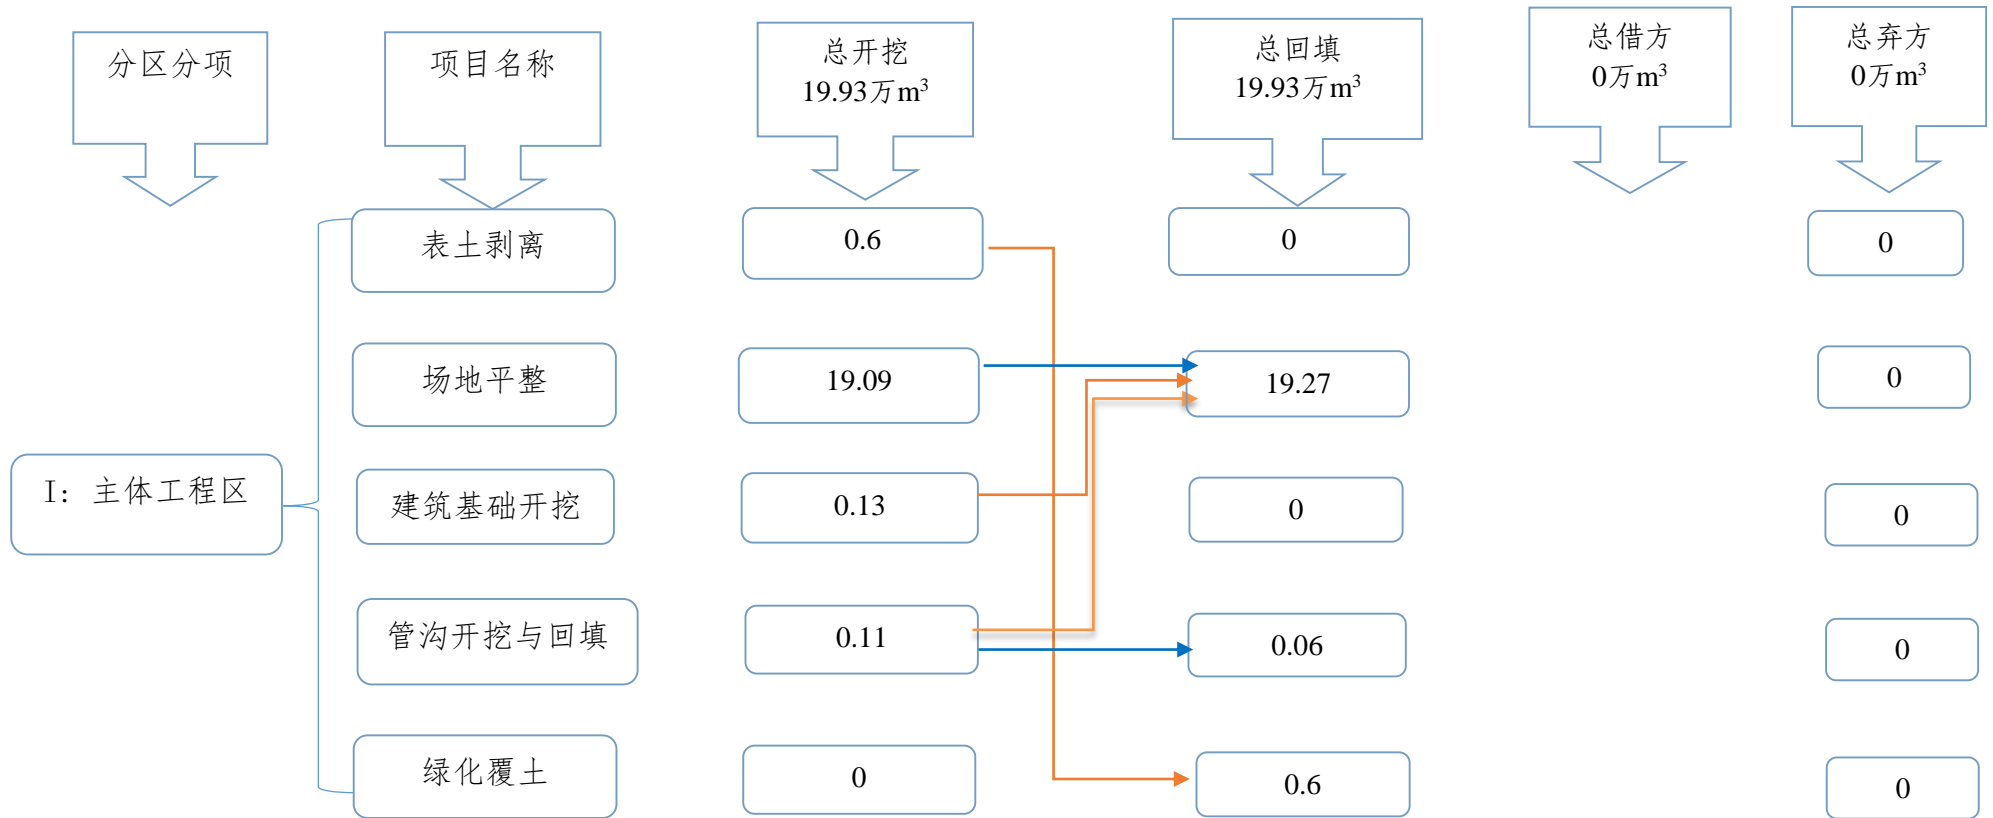 分区分项
项目名称
总开挖
19.93万m³
总回填
19.93万m³
总借方
0万m³
总弃方
0万m³
表土剥离
0.6
0
0
场地平整
19.09
19.27
0
I: 主体工程区
建筑基础开挖
0.13
0
0
管沟开挖与回填
0.11
0.06
0
绿化覆土
0
0.6
0